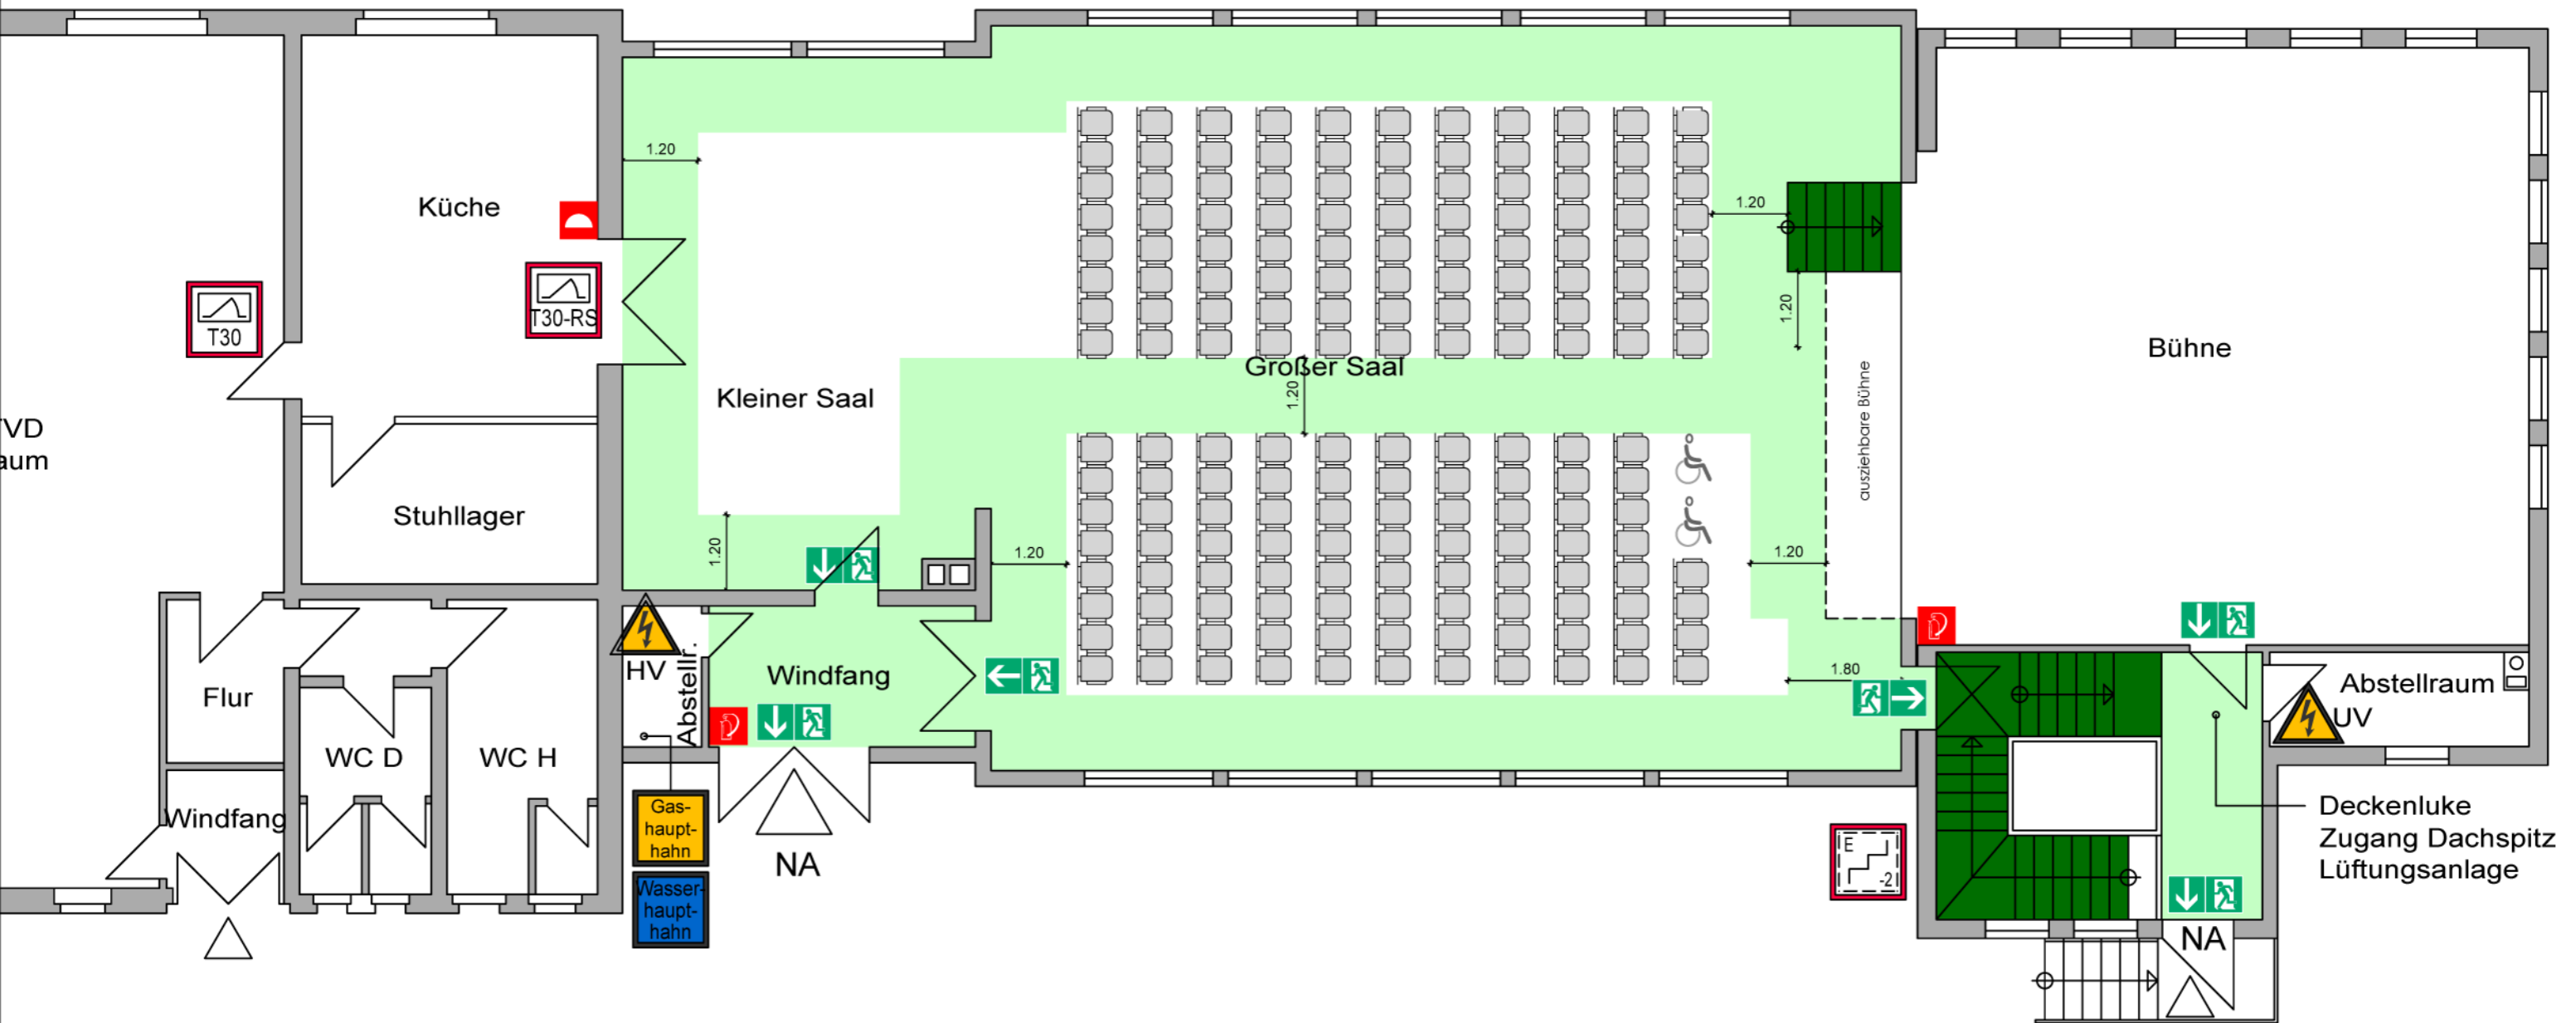 Küche
1.20
1.20
T30
T30-RS
1.20
Bühne
Großer Saal
1.20
Kleiner Saal
ausziehbare Bühne
VD
aum
Stuhllager
1.20
1.20
1.20
HV
Abstellr.
Windfang
1.80
Flur
Abstellraum
UV
WC D
WC H
Windfang
Gas-
haupt-
hahn
Wasser-
haupt-
hahn
NA
E
-2
Deckenluke
Zugang Dachspitz
Lüftungsanlage
NA